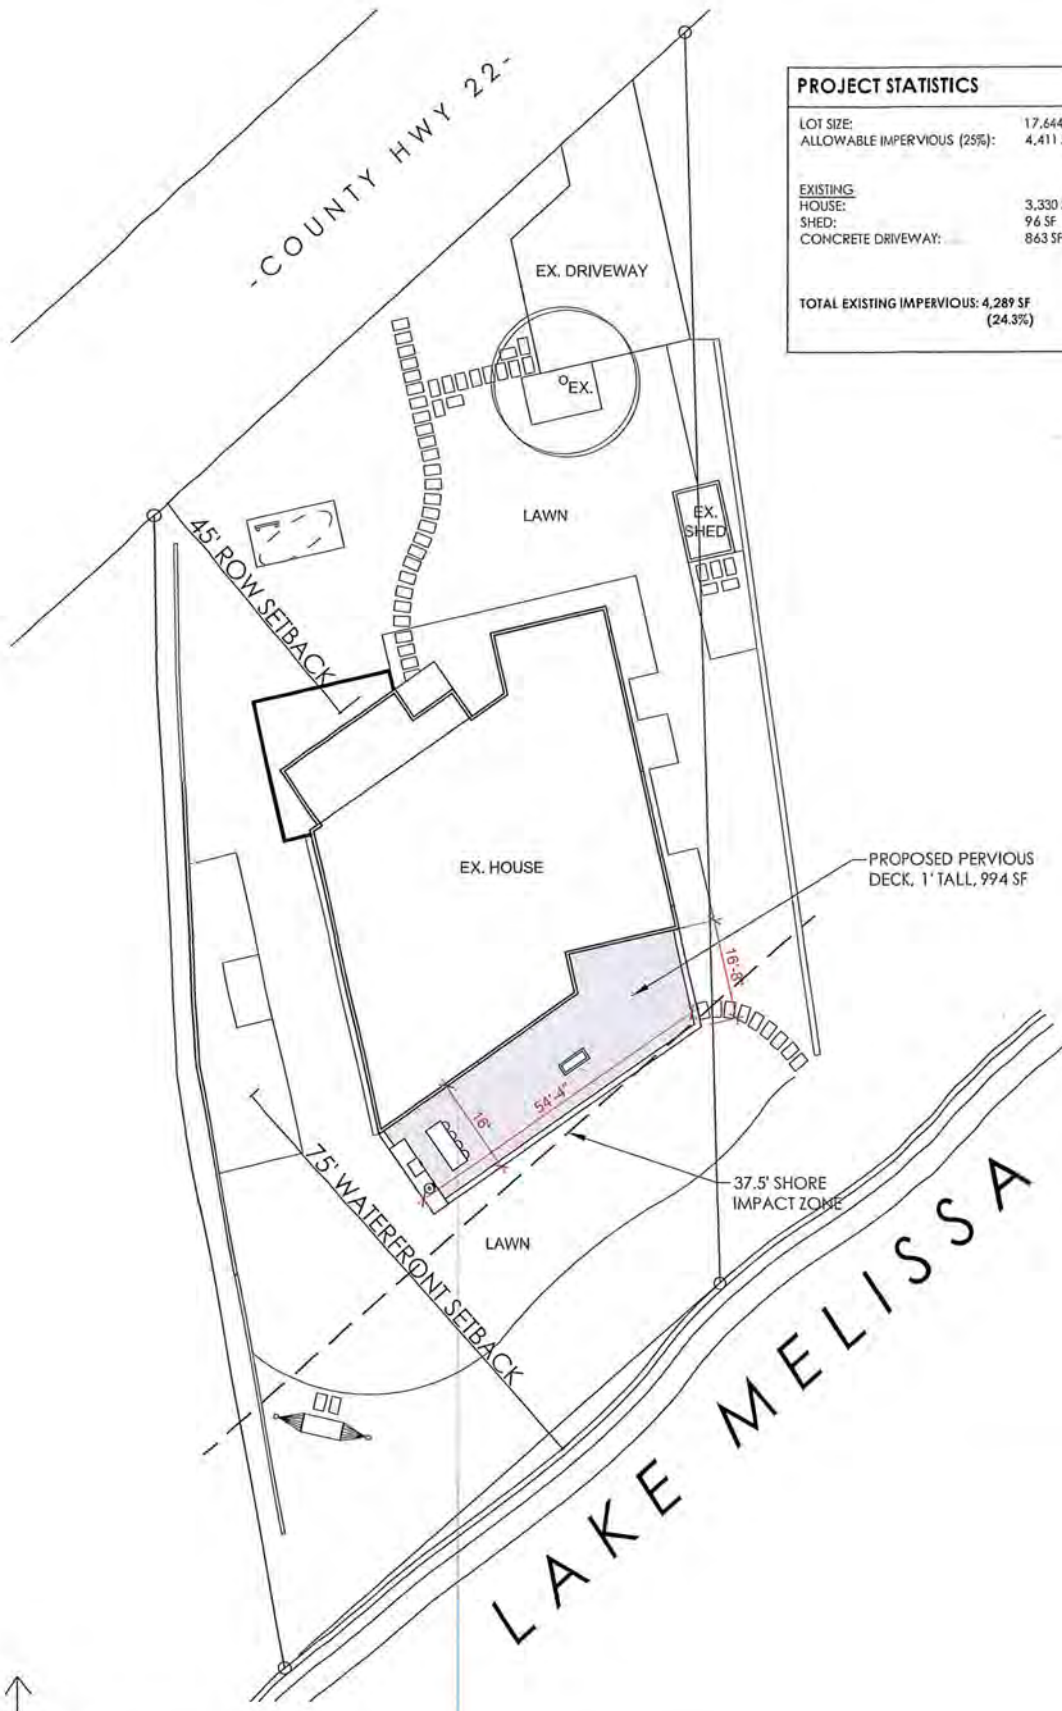 -COUNTY HWY 22-
PROJECT STATISTICS
LOT SIZE: 17,644
ALLOWABLE IMPERVIOUS (25%): 4,411
EXISTING
HOUSE: 3,330
SHED: 96 SF
CONCRETE DRIVEWAY: 863 SF
TOTAL EXISTING IMPERVIOUS: 4,289 SF
(24.3%)
EX. DRIVEWAY
EX.
LAWN
EX.
SHED
45' ROW SETBACK
EX. HOUSE
PROPOSED PERVIOUS
DECK, 1' TALL, 994 SF
16'-8"
54'-4"
16'
37.5' SHORE
IMPACT ZONE
75' WATERFRONT SETBACK
LAWN
LAKE MELISSA